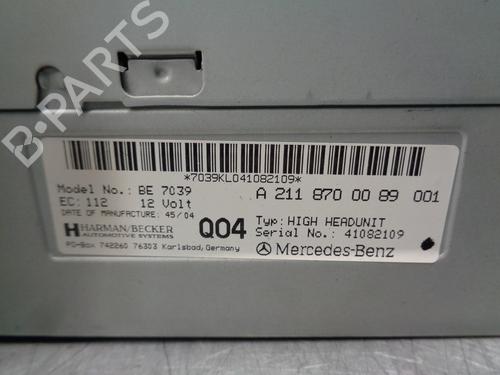 B-PARTS
*7039KL041082109*
Model No.: BE 7039
A 211 870 00 89 001
EC: 112 12 Volt
DATE OF MANUFACTURE: 45/04
HARMAN/BECKER
AUTOMOTIVE SYSTEMS
Q04
Typ: HIGH HEADUNIT
Serial No.: 41082109
PO-Box 742260 76303 Karlsbad, Germany
Mercedes-Benz